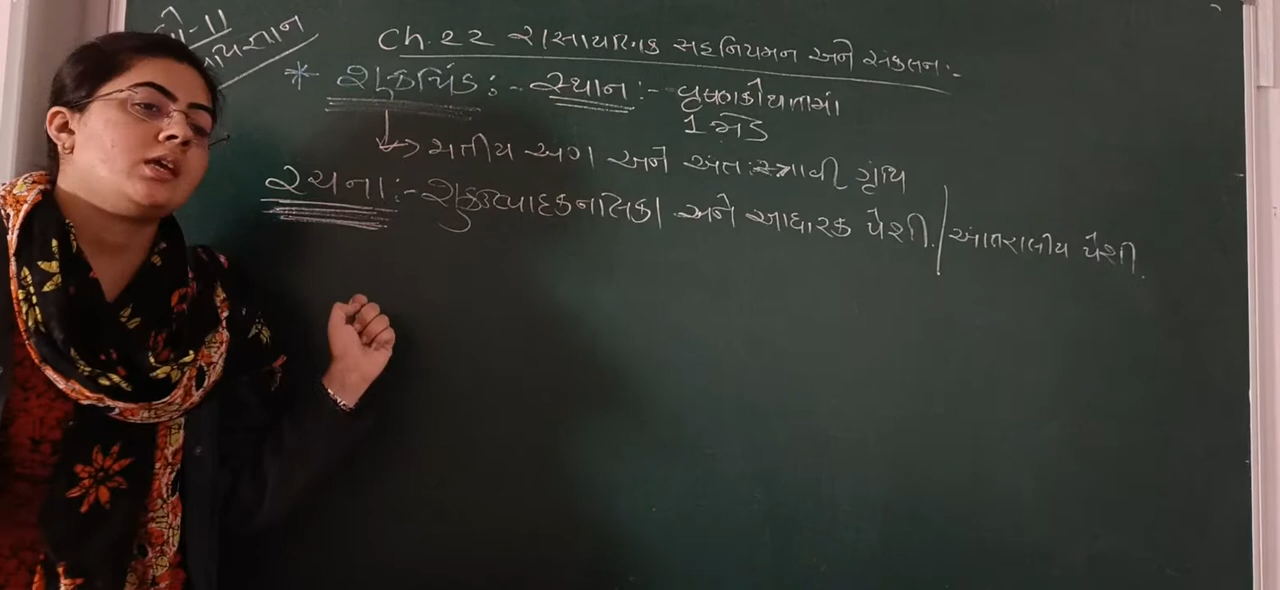 ધો-11
Ch. 22 રાસાયણિક સહનિયમન અને સંકલન :-
* શુક્રપિંડ :- સ્થાન :- વૃષણકોથળીમાં
1 જોડ
→ જાતીય અંગ અને અંતઃસ્ત્રાવી ગ્રંથિ
રચના :- શુક્રઉત્પાદકનલિકા અને આધારક પેશી. / આંતરાલીય પેશી.